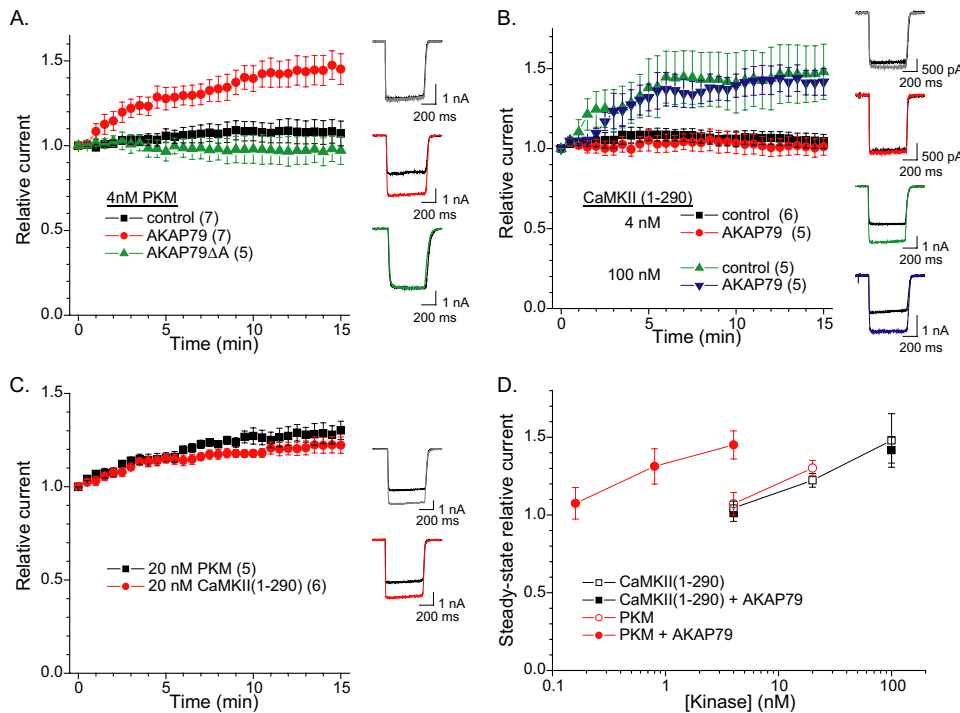 A.
1.5
1.0
0.5
0.0
Relative current
4nM PKM
control (7)
AKAP79 (7)
AKAP79ΔA (5)
0
5
10
15
Time (min)
1 nA
200 ms
1 nA
200 ms
1 nA
200 ms
B.
1.5
1.0
0.5
0.0
Relative current
CaMKII (1-290)
4 nM
control (6)
AKAP79 (5)
100 nM
control (5)
AKAP79 (5)
0
5
10
15
Time (min)
500 pA
200 ms
500 pA
200 ms
1 nA
200 ms
1 nA
200 ms
C.
1.5
1.0
0.5
0.0
Relative current
20 nM PKM (5)
20 nM CaMKII(1-290) (6)
0
5
10
15
Time (min)
1 nA
200 ms
1 nA
200 ms
D.
1.5
1.0
0.5
0.0
Steady-state relative current
CaMKII(1-290)
CaMKII(1-290) + AKAP79
PKM
PKM + AKAP79
0.1
1
10
100
[Kinase] (nM)